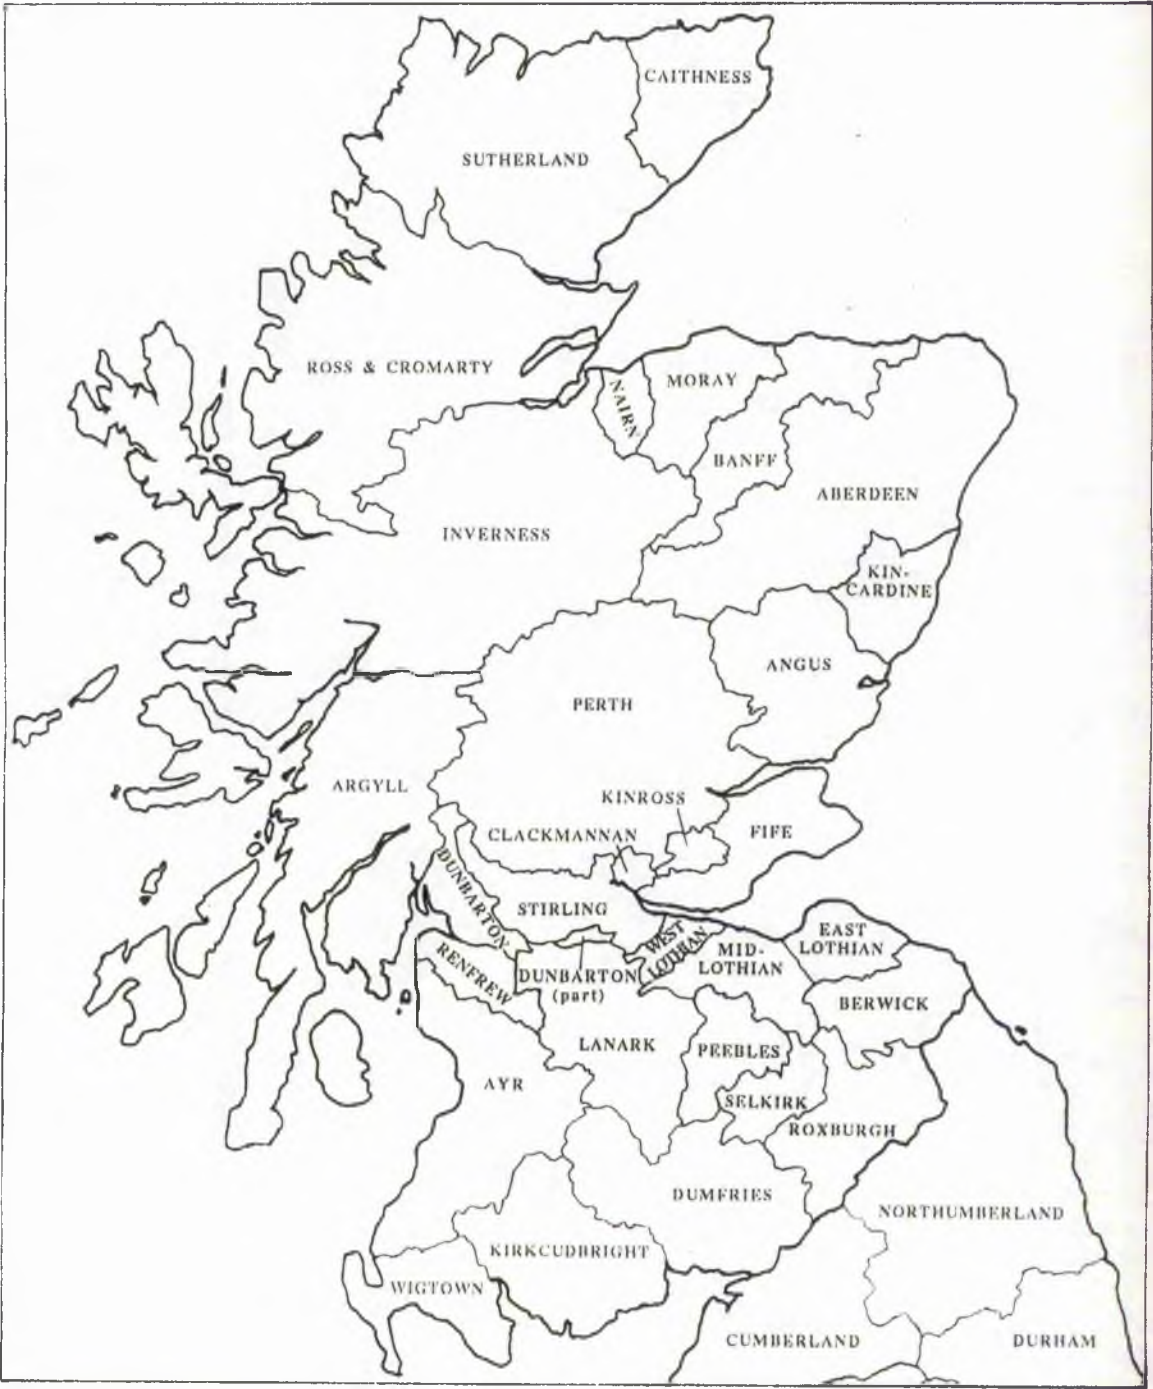 CAITHNESS
SUTHERLAND
ROSS & CROMARTY
NAIRN
MORAY
BANFF
ABERDEEN
INVERNESS
KIN-
CARDINE
ANGUS
PERTH
ARGYLL
KINROSS
CLACKMANNAN
FIFE
DUNBARTON
STIRLING
WEST
LOTHIAN
MID-
LOTHIAN
EAST
LOTHIAN
RENFREW
DUNBARTON
(part)
BERWICK
LANARK
PEEBLES
AYR
SELKIRK
ROXBURGH
DUMFRIES
NORTHUMBERLAND
KIRKCUDBRIGHT
WIGTOWN
CUMBERLAND
DURHAM